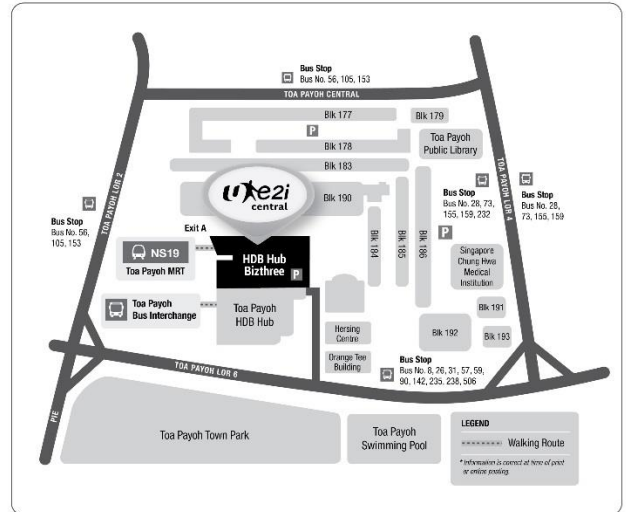 Bus Stop
Bus No. 56, 105, 153
TOA PAYOH CENTRAL
Blk 177
Blk 179
P
Blk 178
Toa Payoh
Public Library
Blk 183
TOA PAYOH LOR 2
Bus Stop
Bus No. 56,
105, 153
e2i
central
Blk 190
Blk 184
Blk 185
Blk 186
Bus Stop
Bus No. 28, 73,
155, 159, 232
TOA PAYOH LOR 4
Bus Stop
Bus No. 28,
73, 155, 159
P
Exit A
NS19
Toa Payoh MRT
HDB Hub
Bizthree
P
Singapore
Chung Hwa
Medical
Institution
Toa Payoh
Bus Interchange
Toa Payoh
HDB Hub
Blk 191
Hersing
Centre
Blk 192
Blk 193
Orange Tee
Building
Bus Stop
Bus No. 8, 26, 31, 57, 59,
90, 142, 235. 238, 506
TOA PAYOH LOR 6
PIE
Toa Payoh Town Park
Toa Payoh
Swimming Pool
LEGEND
Walking Route
* Information is correct at time of print
or online posting.